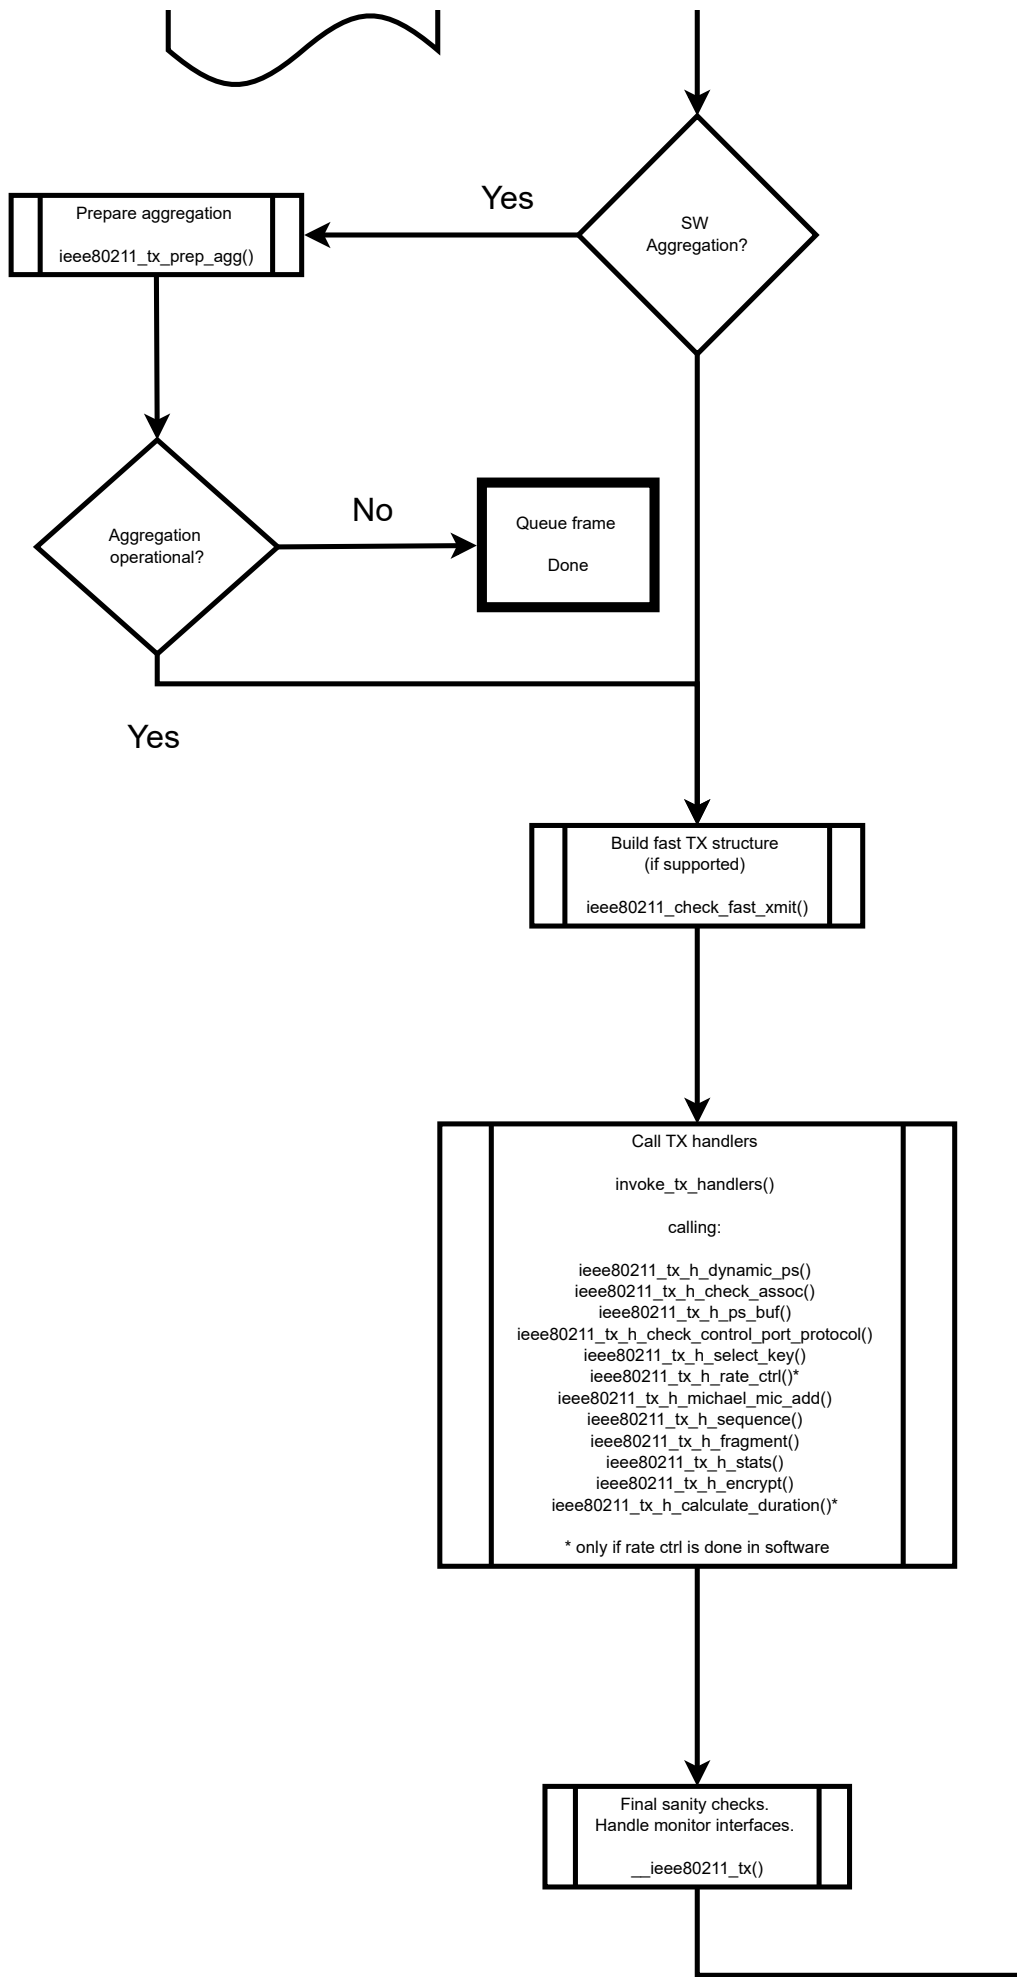 Yes
SW
Aggregation?
Prepare aggregation
ieee80211_tx_prep_agg()
Aggregation
operational?
No
Queue frame
Done
Yes
Build fast TX structure
(if supported)
ieee80211_check_fast_xmit()
Call TX handlers
invoke_tx_handlers()
calling:
ieee80211_tx_h_dynamic_ps()
ieee80211_tx_h_check_assoc()
ieee80211_tx_h_ps_buf()
ieee80211_tx_h_check_control_port_protocol()
ieee80211_tx_h_select_key()
ieee80211_tx_h_rate_ctrl()*
ieee80211_tx_h_michael_mic_add()
ieee80211_tx_h_sequence()
ieee80211_tx_h_fragment()
ieee80211_tx_h_stats()
ieee80211_tx_h_encrypt()
ieee80211_tx_h_calculate_duration()*
* only if rate ctrl is done in software
Final sanity checks.
Handle monitor interfaces.
__ieee80211_tx()